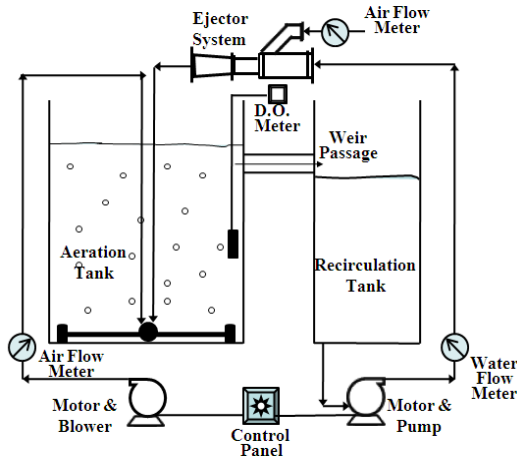 Ejector
System
Air Flow
Meter
D.O.
Meter
Weir
Passage
Aeration
Tank
Recirculation
Tank
Air Flow
Meter
Water
Flow
Meter
Motor &
Blower
Control
Panel
Motor &
Pump